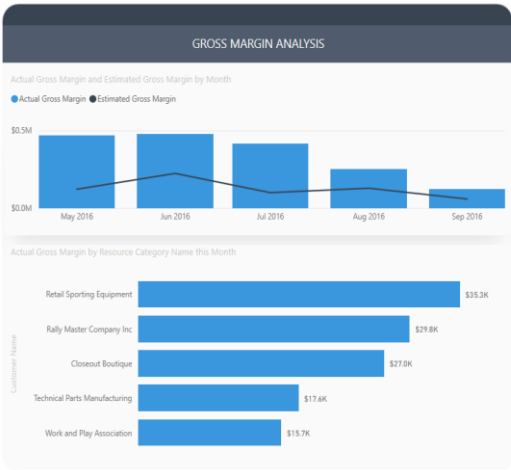 GROSS MARGIN ANALYSIS
Actual Gross Margin and Estimated Gross Margin by Month
Actual Gross Margin Estimated Gross Margin
$0.5M
$0.0M
May 2016 Jun 2016 Jul 2016 Aug 2016 Sep 2016
Actual Gross Margin by Resource Category Name this Month
Customer Name
Retail Sporting Equipment $35.3K
Rally Master Company Inc $29.8K
Closeout Boutique $27.0K
Technical Parts Manufacturing $17.6K
Work and Play Association $15.7K